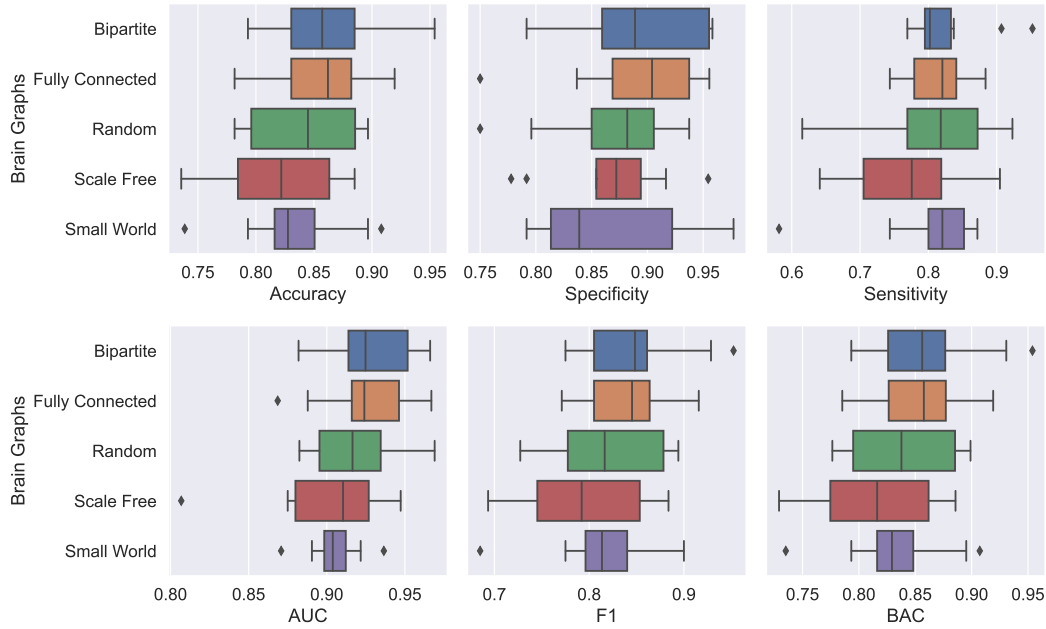 Brain Graphs
Bipartite
Fully Connected
Random
Scale Free
Small World
0.75 0.80 0.85 0.90 0.95
Accuracy
0.75 0.80 0.85 0.90 0.95
Specificity
0.6 0.7 0.8 0.9
Sensitivity
Brain Graphs
Bipartite
Fully Connected
Random
Scale Free
Small World
0.80 0.85 0.90 0.95
AUC
0.7 0.8 0.9
F1
0.75 0.80 0.85 0.90 0.95
BAC